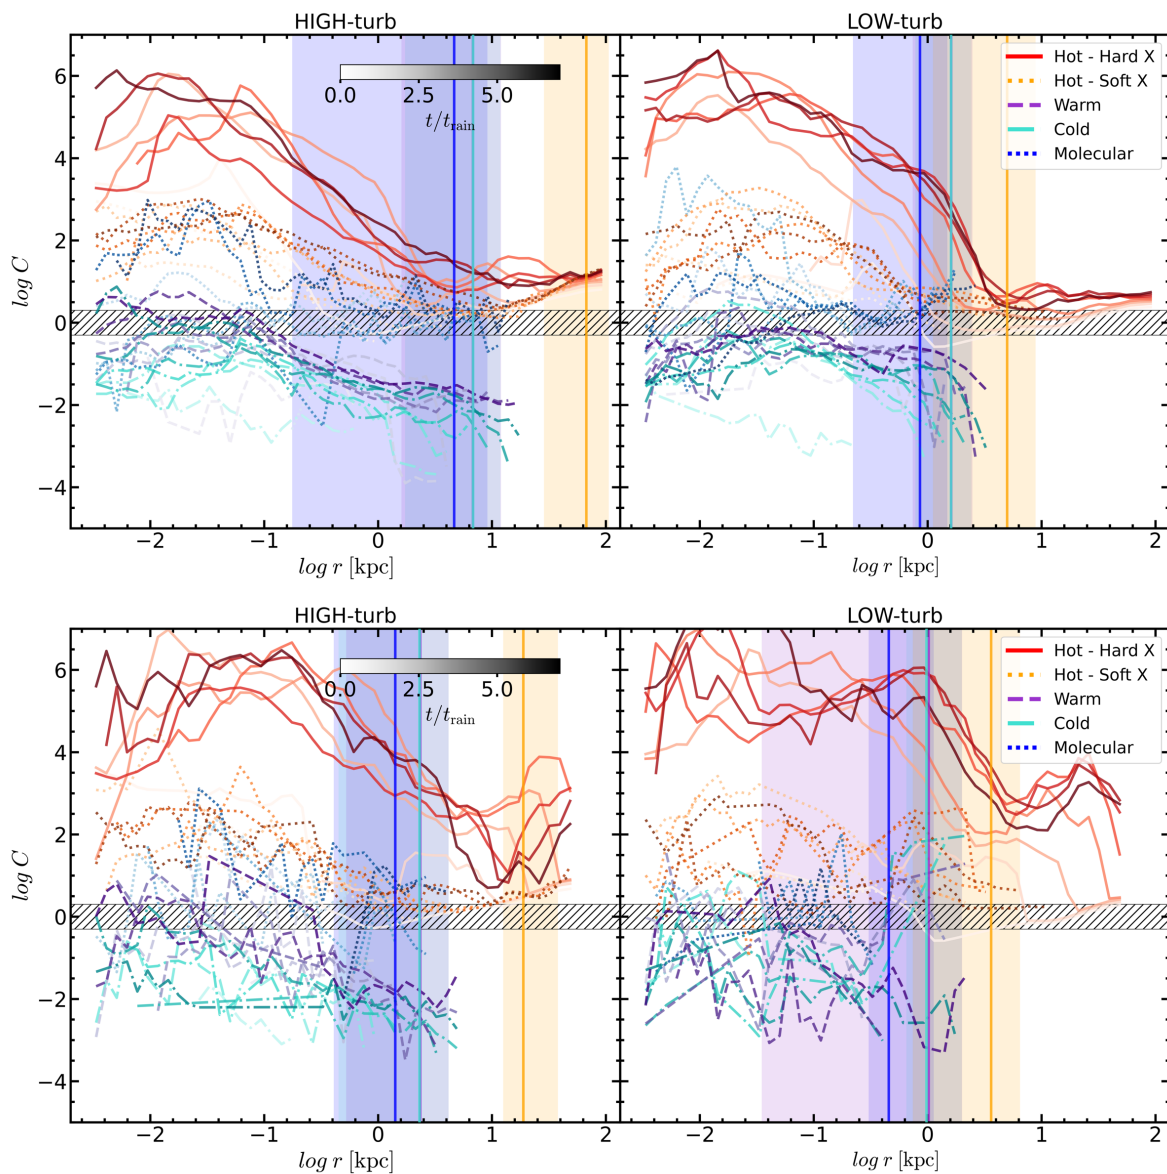 HIGH-turb
LOW-turb
6
4
2
0
−2
−4
log C
0.0 2.5 5.0
t/t_rain
Hot - Hard X
Hot - Soft X
Warm
Cold
Molecular
−2 −1 0 1 2
−2 −1 0 1 2
log r [kpc]
log r [kpc]
HIGH-turb
LOW-turb
6
4
2
0
−2
−4
log C
0.0 2.5 5.0
t/t_rain
Hot - Hard X
Hot - Soft X
Warm
Cold
Molecular
−2 −1 0 1 2
−2 −1 0 1 2
log r [kpc]
log r [kpc]